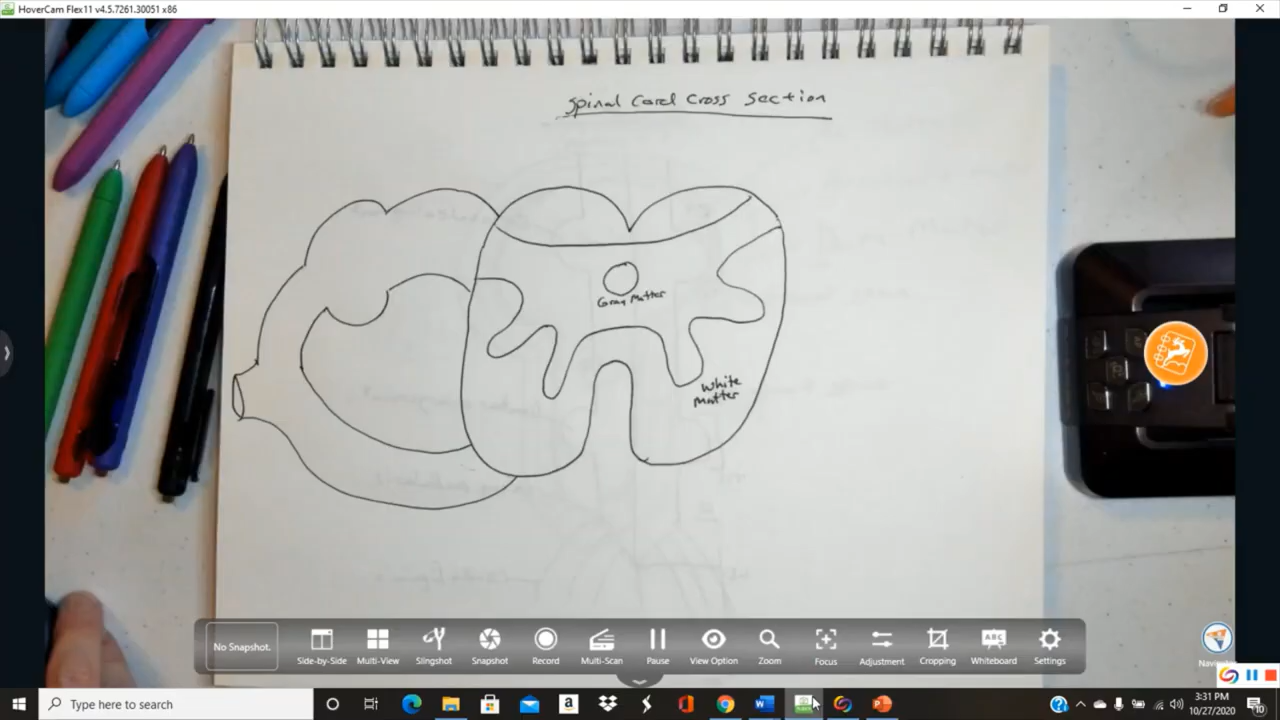 HoverCam Flex11 v4.5.7261.30051 x86
Spinal Cord Cross Section
Gray Matter
White
Matter
No Snapshot.
Side-by-Side
Multi-View
Slingshot
Snapshot
Record
Multi-Scan
Pause
View Option
Zoom
Focus
Adjustment
Cropping
ABC
Whiteboard
Settings
Type here to search
3:31 PM
10/27/2020
10